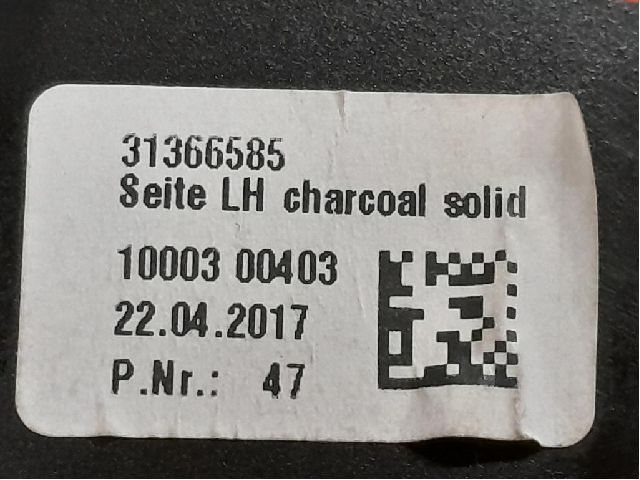 31366585
Seite LH charcoal solid
10003 00403
22.04.2017
P.Nr.: 47